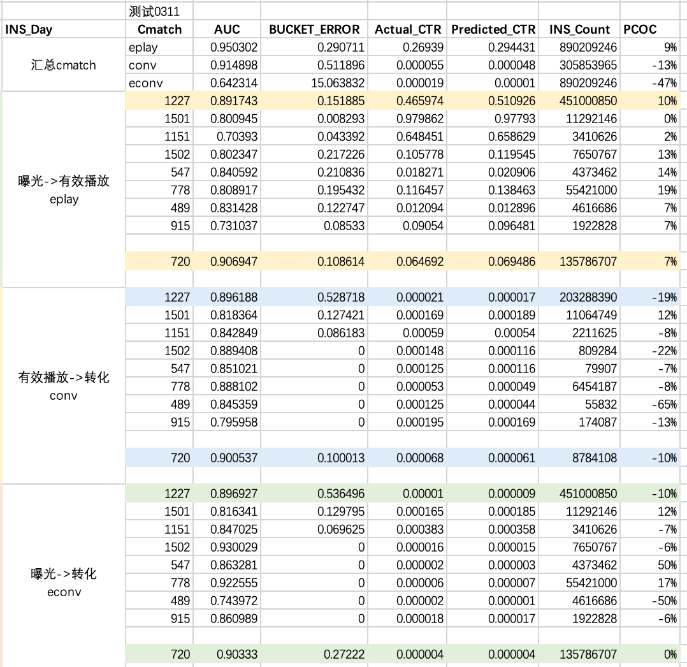 测试0311
INS_Day Cmatch AUC BUCKET_ERROR Actual_CTR Predicted_CTR INS_Count PCOC
汇总cmatch
eplay 0.950302 0.290711 0.26939 0.294431 890209246 9%
conv 0.914898 0.511896 0.000055 0.000048 305853965 -13%
econv 0.642314 15.063832 0.000019 0.00001 890209246 -47%
曝光->有效播放
eplay
1227 0.891743 0.151885 0.465974 0.510926 451000850 10%
1501 0.800945 0.008293 0.979862 0.97793 11292146 0%
1151 0.70393 0.043392 0.648451 0.658629 3410626 2%
1502 0.802347 0.217226 0.105778 0.119545 7650767 13%
547 0.840592 0.210836 0.018271 0.020906 4373462 14%
778 0.808917 0.195432 0.116457 0.138463 55421000 19%
489 0.831428 0.122747 0.012094 0.012896 4616686 7%
915 0.731037 0.08533 0.09054 0.096481 1922828 7%
720 0.906947 0.108614 0.064692 0.069486 135786707 7%
有效播放->转化
conv
1227 0.896188 0.528718 0.000021 0.000017 203288390 -19%
1501 0.818364 0.127421 0.000169 0.000189 11064749 12%
1151 0.842849 0.086183 0.00059 0.00054 2211625 -8%
1502 0.889408 0 0.000148 0.000116 809284 -22%
547 0.851021 0 0.000125 0.000116 79907 -7%
778 0.888102 0 0.000053 0.000049 6454187 -8%
489 0.845359 0 0.000125 0.000044 55832 -65%
915 0.795958 0 0.000195 0.000169 174087 -13%
720 0.900537 0.100013 0.000068 0.000061 8784108 -10%
曝光->转化
econv
1227 0.896927 0.536496 0.00001 0.000009 451000850 -10%
1501 0.816341 0.129795 0.000165 0.000185 11292146 12%
1151 0.847025 0.069625 0.000383 0.000358 3410626 -7%
1502 0.930029 0 0.000016 0.000015 7650767 -6%
547 0.863281 0 0.000002 0.000003 4373462 50%
778 0.922555 0 0.000006 0.000007 55421000 17%
489 0.743972 0 0.000002 0.000001 4616686 -50%
915 0.860989 0 0.000018 0.000017 1922828 -6%
720 0.90333 0.27222 0.000004 0.000004 135786707 0%